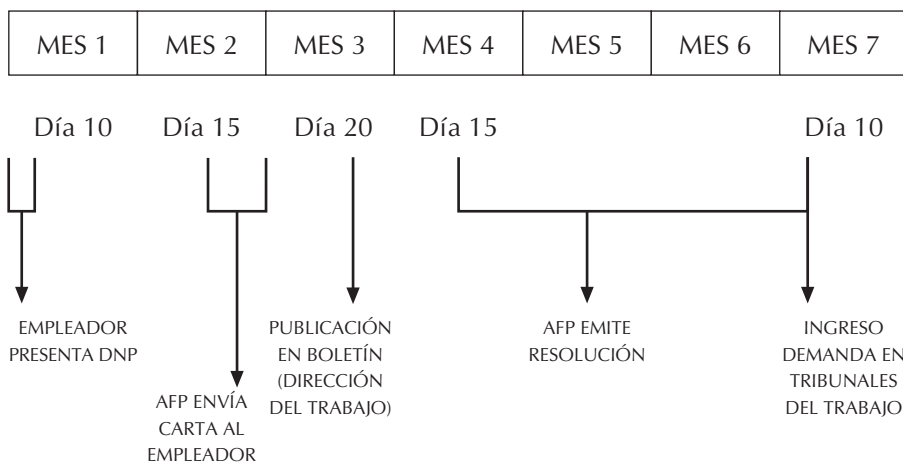 MES 1 MES 2 MES 3 MES 4 MES 5 MES 6 MES 7
Día 10 Día 15 Día 20 Día 15 Día 10
EMPLEADOR
PRESENTA DNP
AFP ENVÍA
CARTA AL
EMPLEADOR
PUBLICACIÓN
EN BOLETÍN
(DIRECCIÓN
DEL TRABAJO)
AFP EMITE
RESOLUCIÓN
INGRESO
DEMANDA EN
TRIBUNALES
DEL TRABAJO